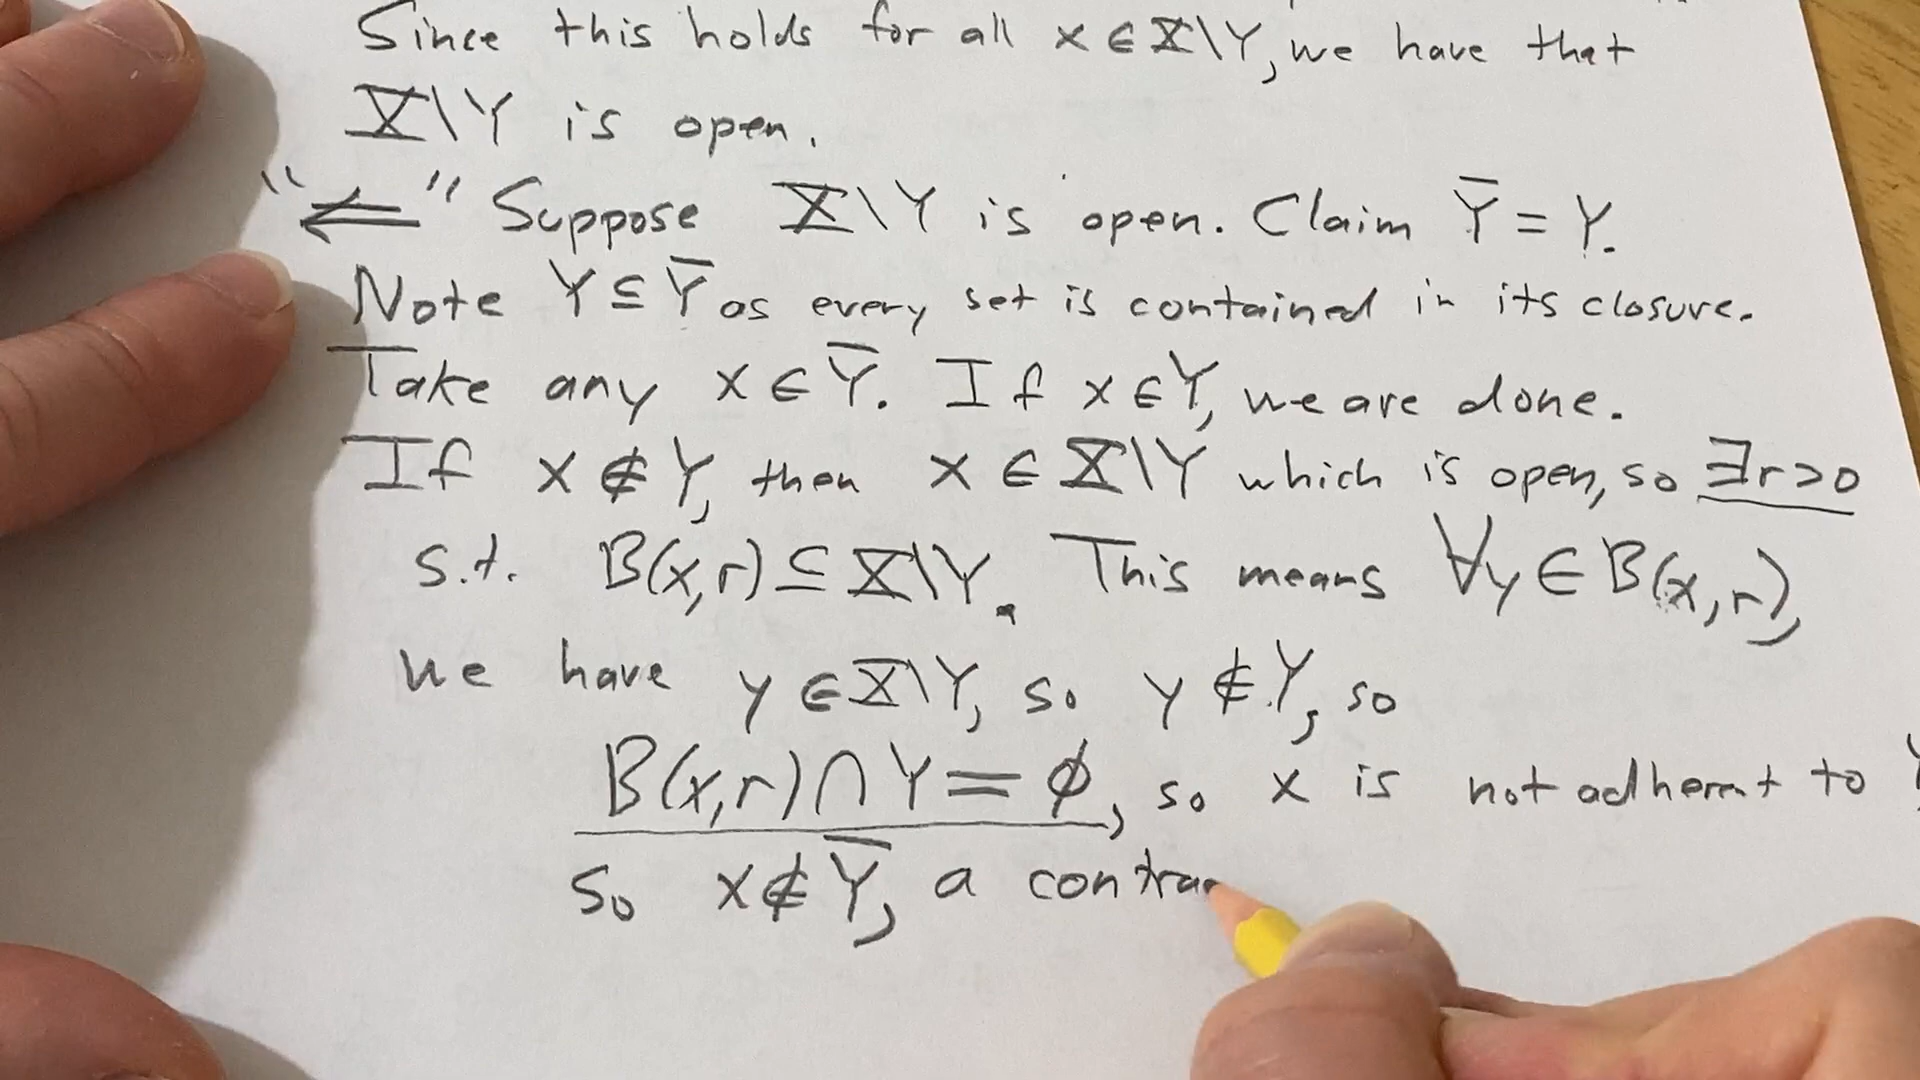 Since this holds for all x ∈ X\Y, we have that
X\Y is open.
"⇐" Suppose X\Y is open. Claim Ȳ = Y.
Note Y ⊆ Ȳ as every set is contained in its closure.
Take any x ∈ Ȳ. If x ∈ Y, we are done.
If x ∉ Y, then x ∈ X\Y which is open, so ∃r>0
s.t. B(x,r) ⊆ X\Y. This means ∀y ∈ B(x,r),
we have y ∈ X\Y, so y ∉ Y, so
B(x,r) ∩ Y = ∅, so x is not adherent to Y
so x ∉ Ȳ, a contra